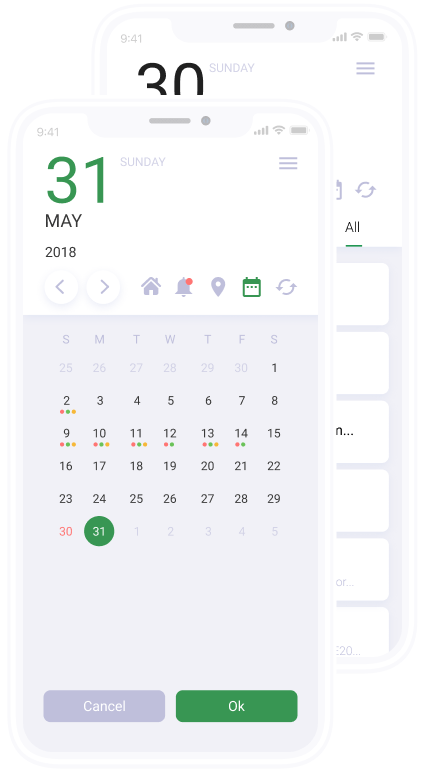 9:41
30 SUNDAY
All
n...
or...
E20...
9:41
31 SUNDAY
MAY
2018
S M T W T F S
25 26 27 28 29 30 1
2 3 4 5 6 7 8
9 10 11 12 13 14 15
16 17 18 19 20 21 22
23 24 25 26 27 28 29
30 31 1 2 3 4 5
Cancel Ok